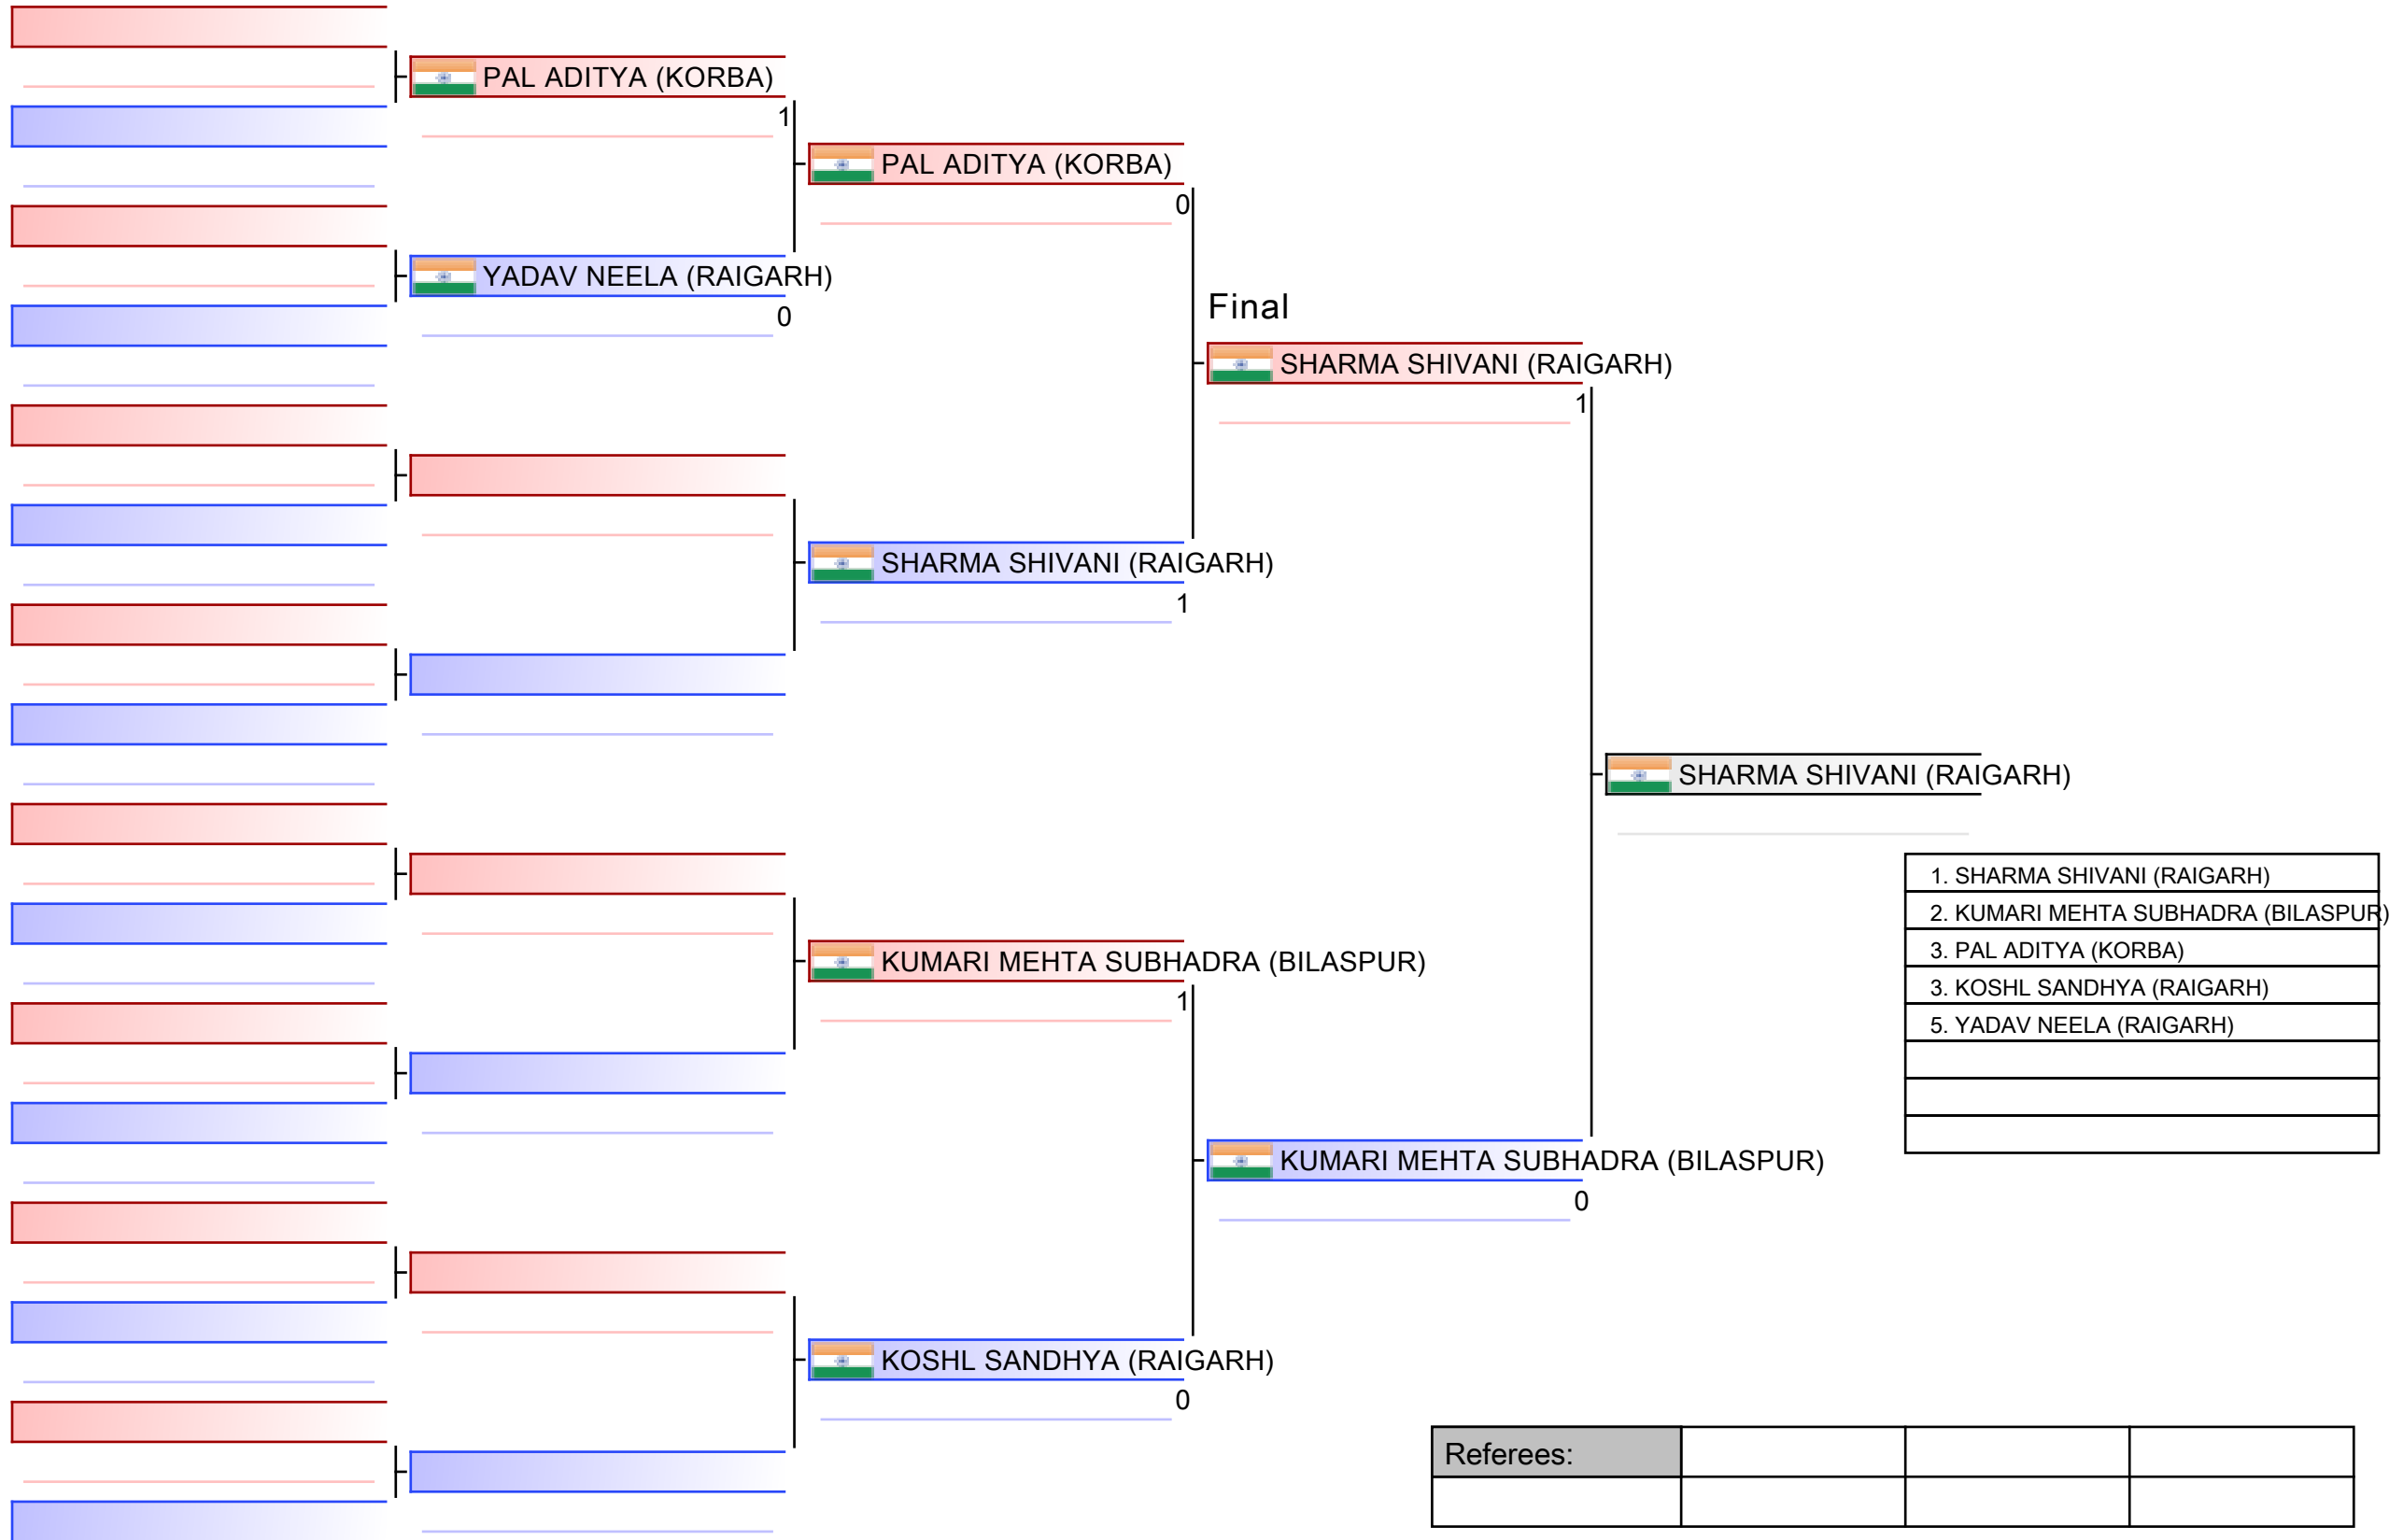 PAL ADITYA (KORBA)
1
PAL ADITYA (KORBA)
0
YADAV NEELA (RAIGARH)
0
Final
SHARMA SHIVANI (RAIGARH)
1
SHARMA SHIVANI (RAIGARH)
1
SHARMA SHIVANI (RAIGARH)
1. SHARMA SHIVANI (RAIGARH)
2. KUMARI MEHTA SUBHADRA (BILASPUR)
3. PAL ADITYA (KORBA)
3. KOSHL SANDHYA (RAIGARH)
5. YADAV NEELA (RAIGARH)
KUMARI MEHTA SUBHADRA (BILASPUR)
1
KUMARI MEHTA SUBHADRA (BILASPUR)
0
KOSHL SANDHYA (RAIGARH)
0
Referees: